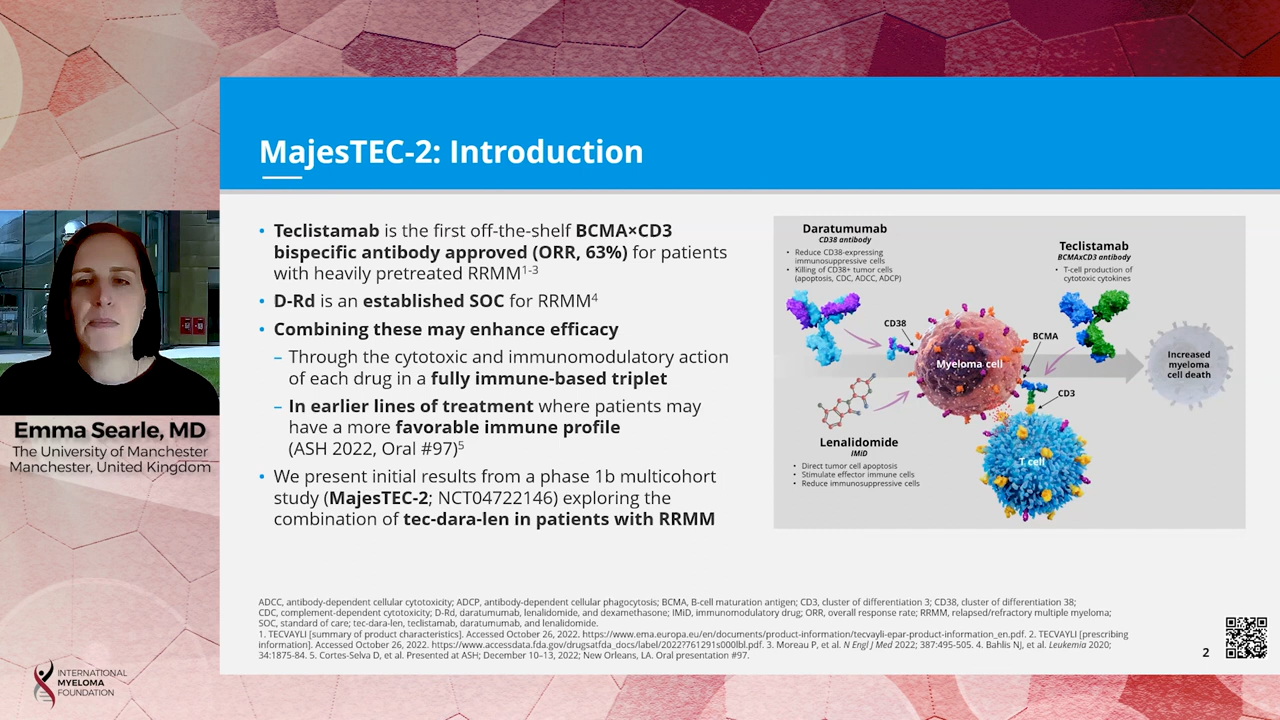 MajesTEC-2: Introduction
• Teclistamab is the first off-the-shelf BCMA×CD3
bispecific antibody approved (ORR, 63%) for patients
with heavily pretreated RRMM1-3
• D-Rd is an established SOC for RRMM4
• Combining these may enhance efficacy
– Through the cytotoxic and immunomodulatory action
of each drug in a fully immune-based triplet
– In earlier lines of treatment where patients may
have a more favorable immune profile
(ASH 2022, Oral #97)5
• We present initial results from a phase 1b multicohort
study (MajesTEC-2; NCT04722146) exploring the
combination of tec-dara-len in patients with RRMM
Daratumumab
CD38 antibody
• Reduce CD38-expressing
immunosuppressive cells
• Killing of CD38+ tumor cells
(apoptosis, CDC, ADCC, ADCP)
Teclistamab
BCMAxCD3 antibody
• T-cell production of
cytotoxic cytokines
CD38
BCMA
Myeloma cell
Increased
myeloma
cell death
CD3
Lenalidomide
IMiD
• Direct tumor cell apoptosis
• Stimulate effector immune cells
• Reduce immunosuppressive cells
T cell
Emma Searle, MD
The University of Manchester
Manchester, United Kingdom
ADCC, antibody-dependent cellular cytotoxicity; ADCP, antibody-dependent cellular phagocytosis; BCMA, B-cell maturation antigen; CD3, cluster of differentiation 3; CD38, cluster of differentiation 38;
CDC, complement-dependent cytotoxicity; D-Rd, daratumumab, lenalidomide, and dexamethasone; IMiD, immunomodulatory drug; ORR, overall response rate; RRMM, relapsed/refractory multiple myeloma;
SOC, standard of care; tec-dara-len, teclistamab, daratumumab, and lenalidomide.
1. TECVAYLI [summary of product characteristics]. Accessed October 26, 2022. https://www.ema.europa.eu/en/documents/product-information/tecvayli-epar-product-information_en.pdf. 2. TECVAYLI [prescribing
information]. Accessed October 26, 2022. https://www.accessdata.fda.gov/drugsatfda_docs/label/2022?761291s000lbl.pdf. 3. Moreau P, et al. N Engl J Med 2022; 387:495-505. 4. Bahlis NJ, et al. Leukemia 2020;
34:1875-84. 5. Cortes-Selva D, et al. Presented at ASH; December 10–13, 2022; New Orleans, LA. Oral presentation #97.
2
INTERNATIONAL
MYELOMA
FOUNDATION